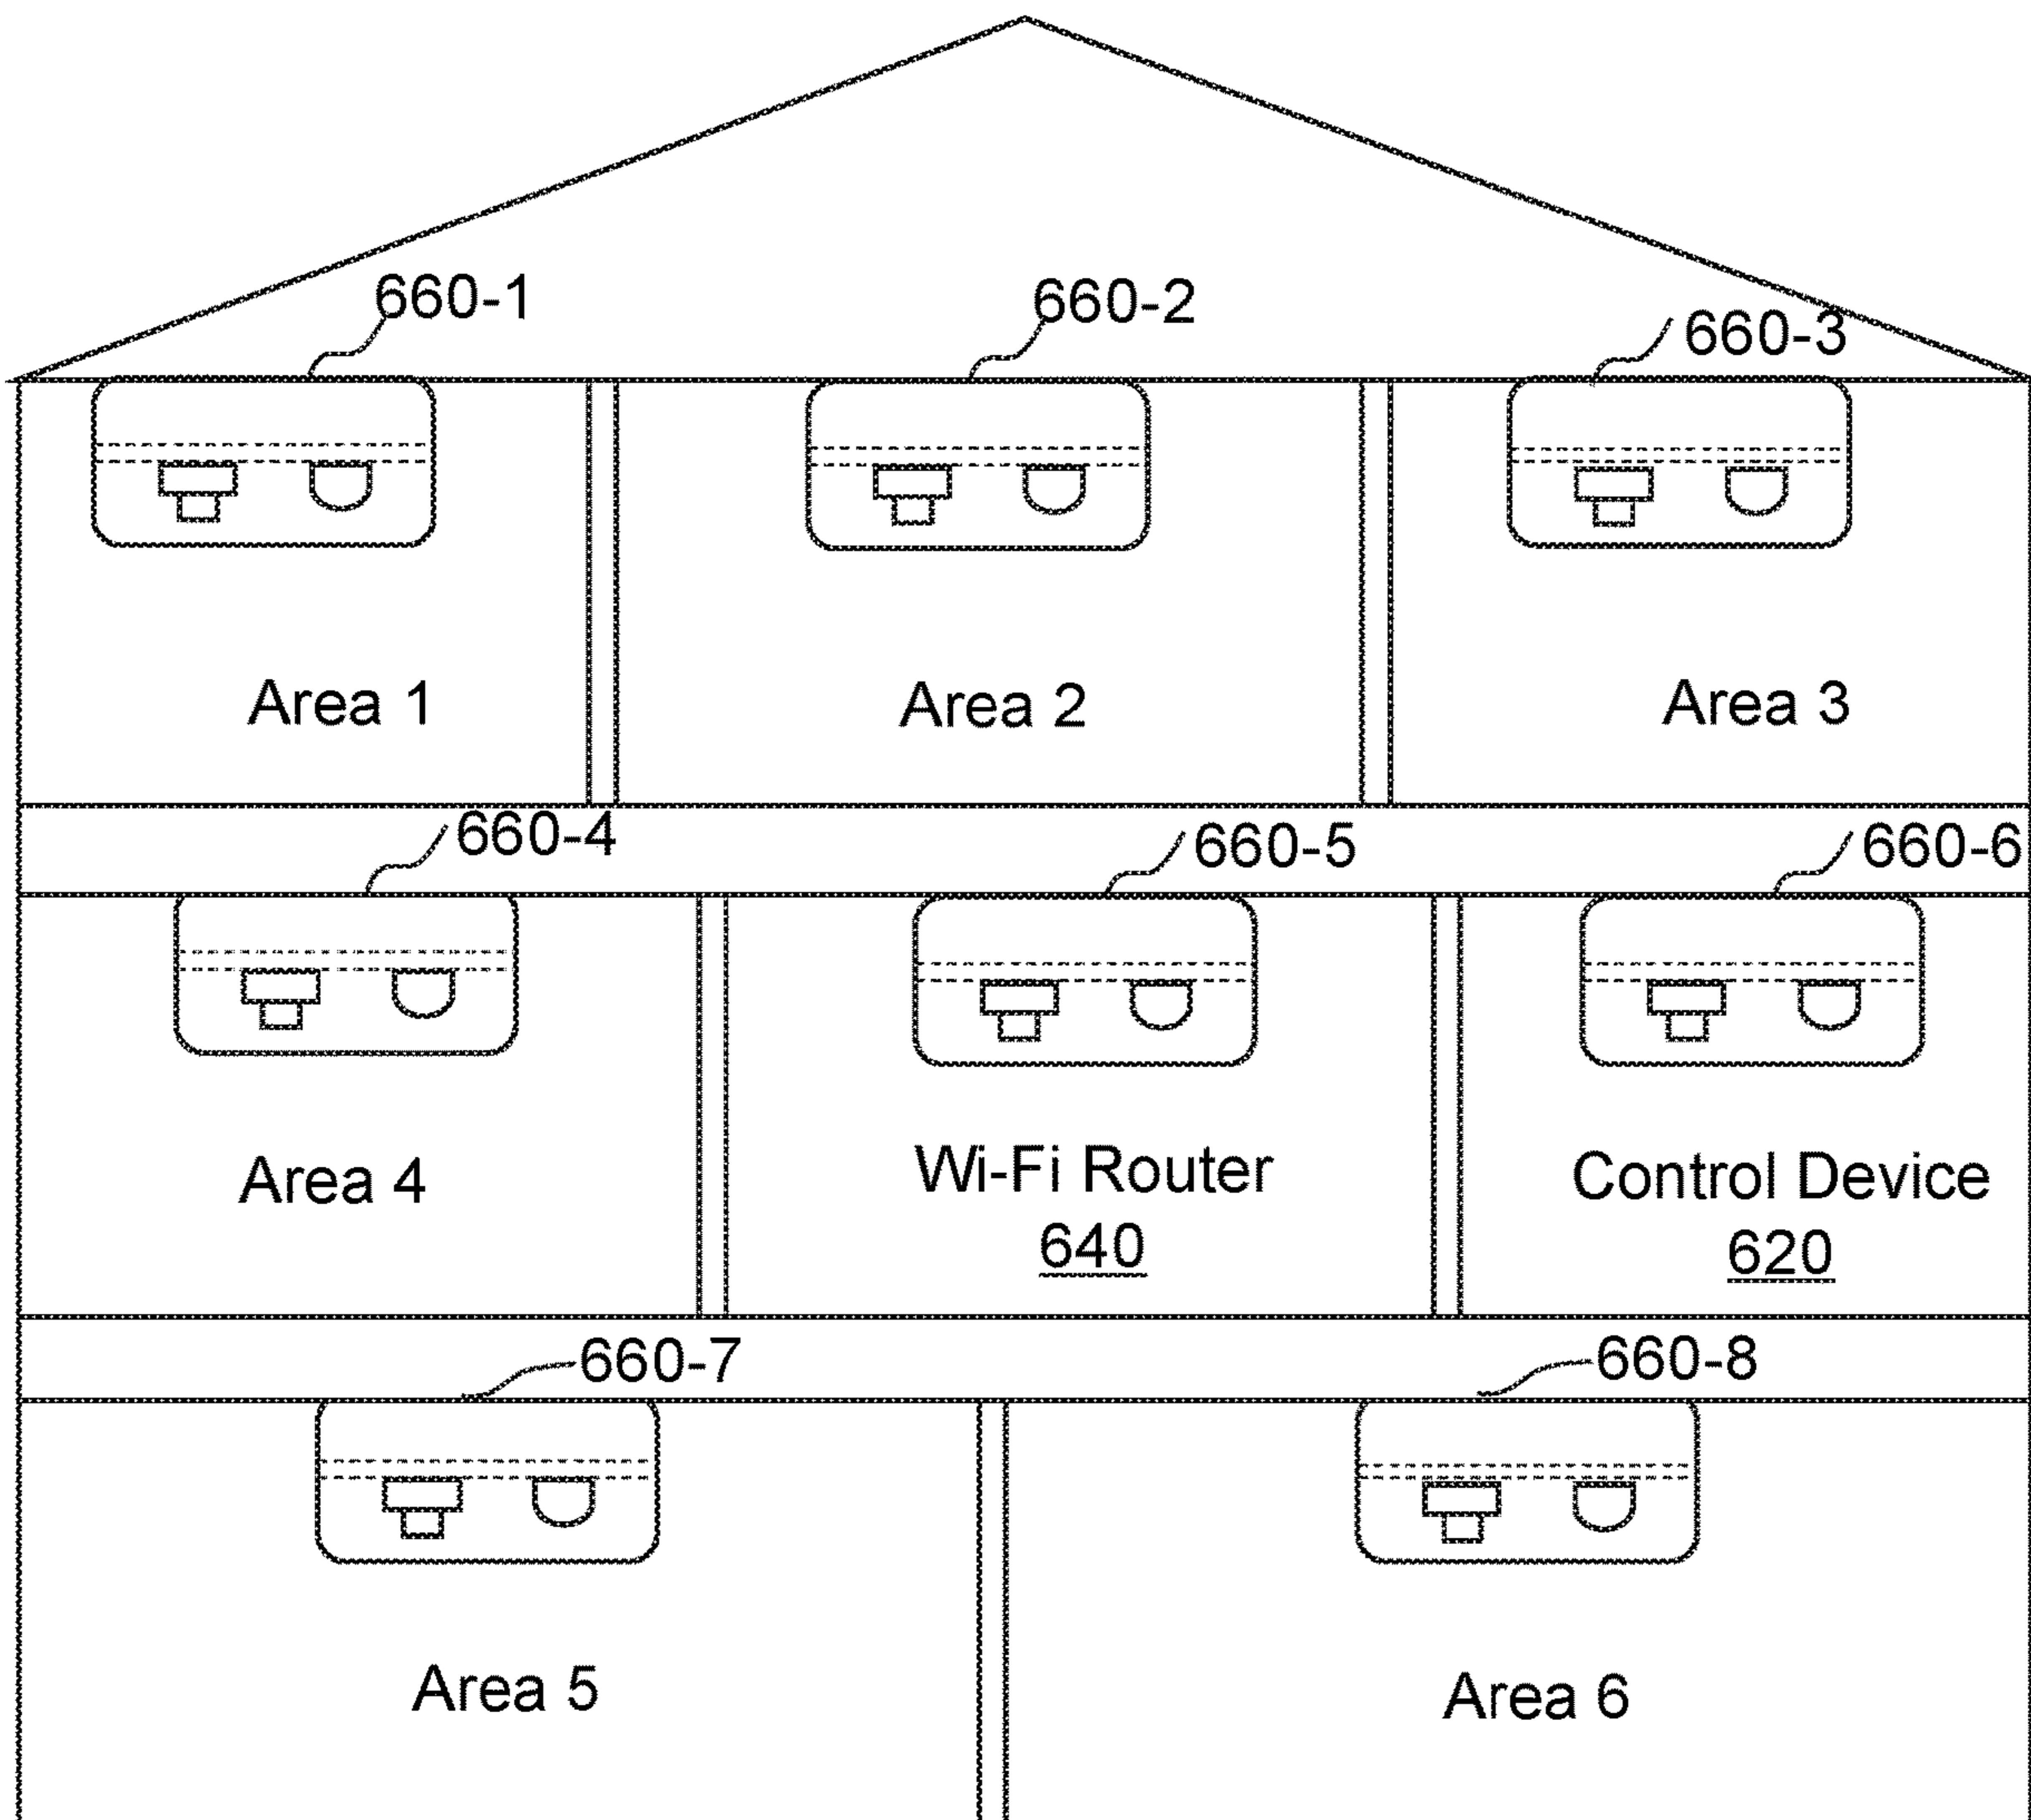 660-1
660-2
660-3
Area 1
Area 2
Area 3
660-4
660-5
660-6
Area 4
Wi-Fi Router
640
Control Device
620
660-7
660-8
Area 5
Area 6